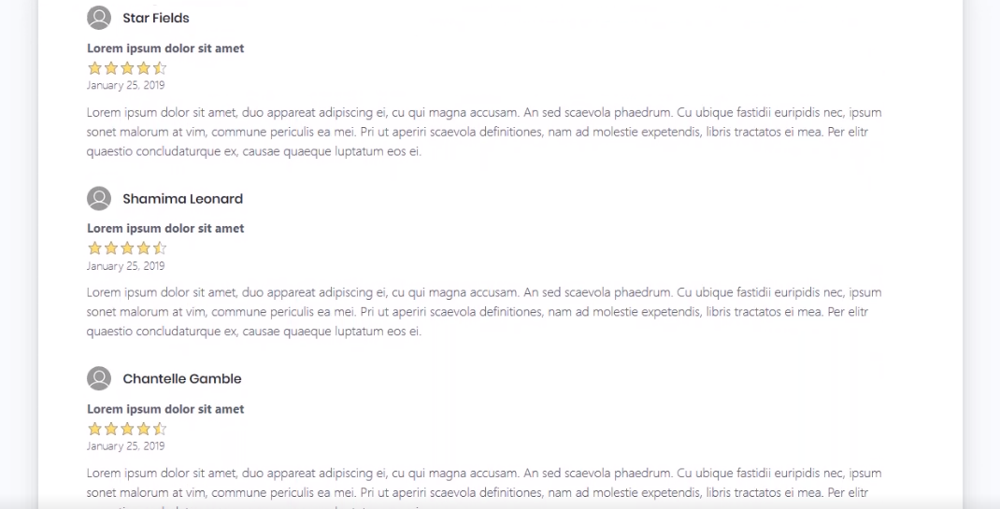 Star Fields
Lorem ipsum dolor sit amet
January 25, 2019
Lorem ipsum dolor sit amet, duo appareat adipiscing ei, cu qui magna accusam. An sed scaevola phaedrum. Cu ubique fastidii euripidis nec, ipsum
sonet malorum at vim, commune periculis ea mei. Pri ut aperiri scaevola definitiones, nam ad molestie expetendis, libris tractatos ei mea. Per elitr
quaestio concludaturque ex, causae quaeque luptatum eos ei.
Shamima Leonard
Lorem ipsum dolor sit amet
January 25, 2019
Lorem ipsum dolor sit amet, duo appareat adipiscing ei, cu qui magna accusam. An sed scaevola phaedrum. Cu ubique fastidii euripidis nec, ipsum
sonet malorum at vim, commune periculis ea mei. Pri ut aperiri scaevola definitiones, nam ad molestie expetendis, libris tractatos ei mea. Per elitr
quaestio concludaturque ex, causae quaeque luptatum eos ei.
Chantelle Gamble
Lorem ipsum dolor sit amet
January 25, 2019
Lorem ipsum dolor sit amet, duo appareat adipiscing ei, cu qui magna accusam. An sed scaevola phaedrum. Cu ubique fastidii euripidis nec, ipsum
sonet malorum at vim, commune periculis ea mei. Pri ut aperiri scaevola definitiones, nam ad molestie expetendis, libris tractatos ei mea. Per elitr